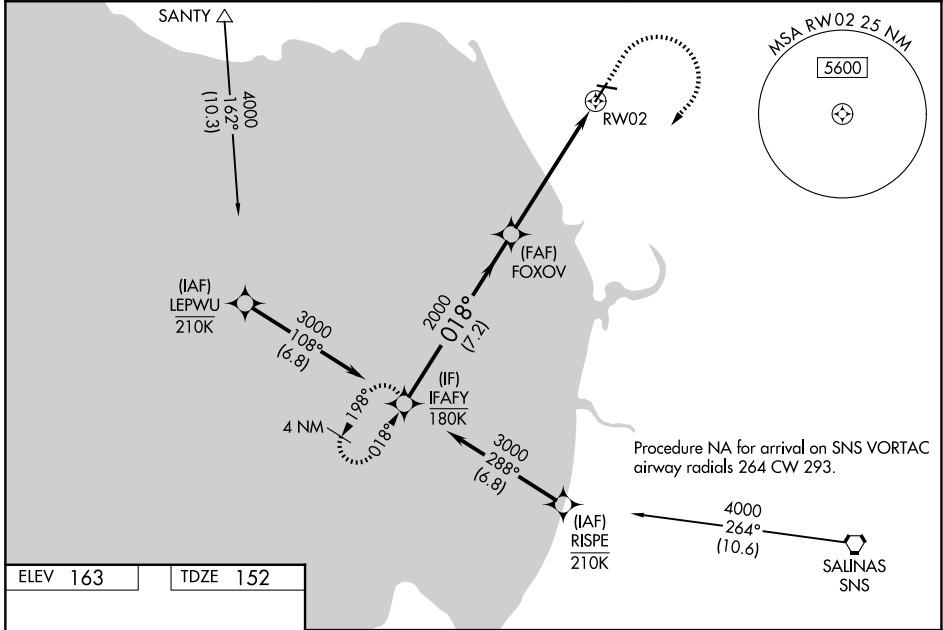 SANTY
4000
162°
(10.3)
MSA RW02 25 NM
5600
RW02
(FAF)
FOXOV
(IAF)
LEPWU
210K
3000
108°
(6.8)
2000
018°
(7.2)
(IF)
IFAFY
180K
4 NM
198°
018°
3000
288°
(6.8)
Procedure NA for arrival on SNS VORTAC
airway radials 264 CW 293.
(IAF)
RISPE
210K
4000
264°
(10.6)
SALINAS
SNS
ELEV 163
TDZE 152